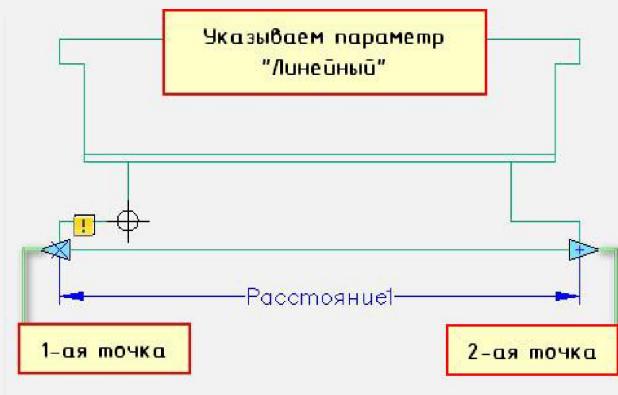 Указываем параметр
"Линейный"
!
Расстояние1
1-ая точка
2-ая точка